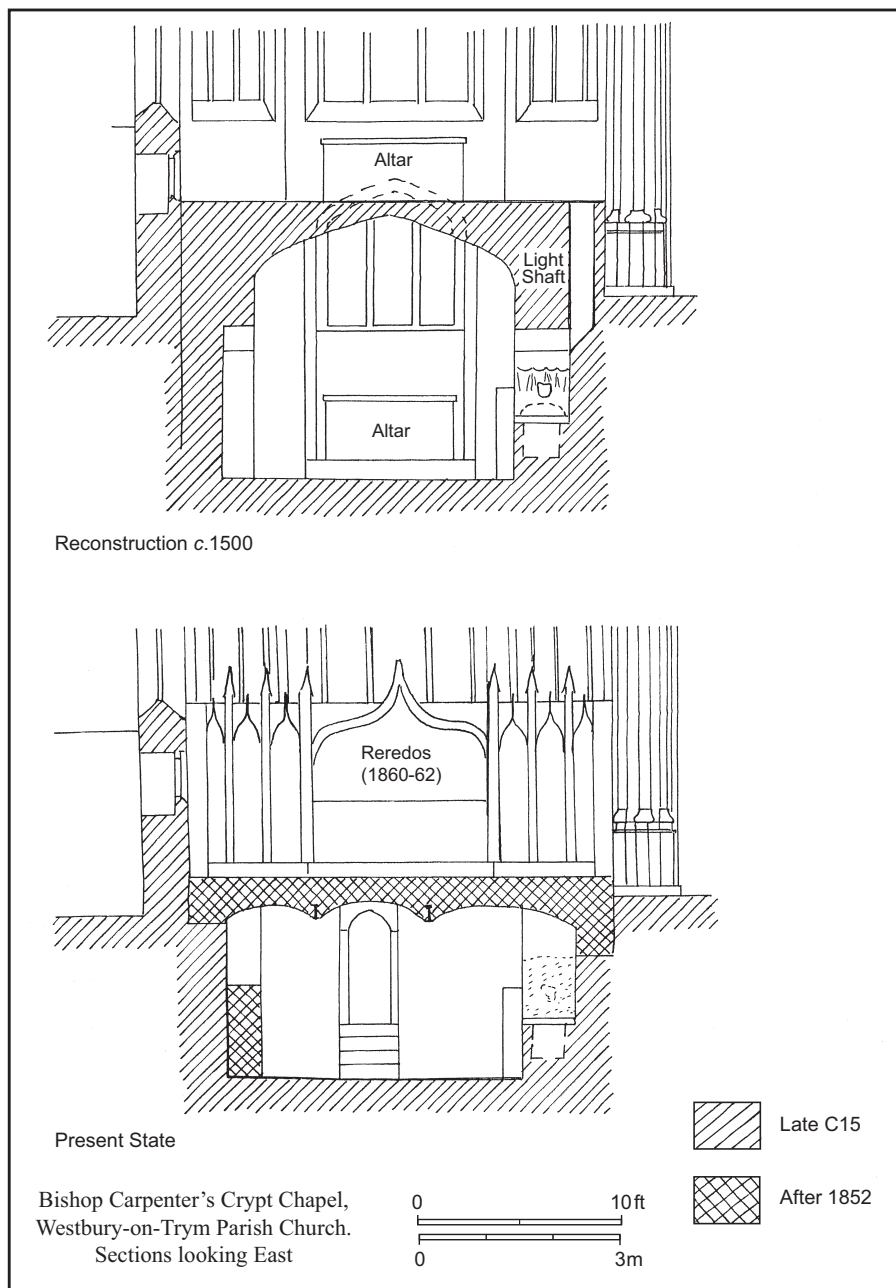 Altar
Light
Shaft
Altar
Reconstruction c.1500
Reredos
(1860-62)
Present State
Late C15
After 1852
Bishop Carpenter’s Crypt Chapel,
Westbury-on-Trym Parish Church.
Sections looking East
0 10 ft
0 3m